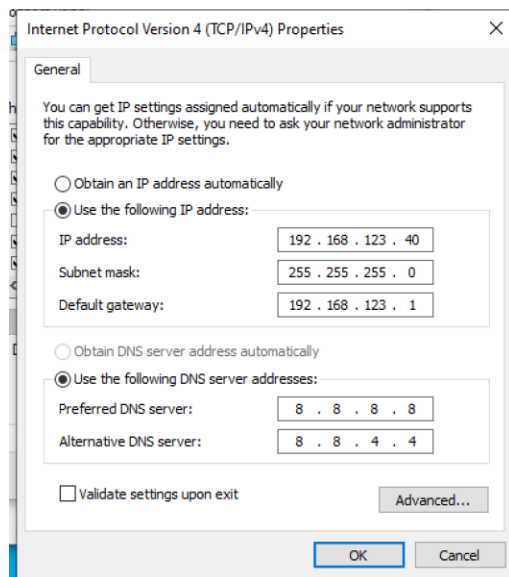 Internet Protocol Version 4 (TCP/IPv4) Properties
General
You can get IP settings assigned automatically if your network supports
this capability. Otherwise, you need to ask your network administrator
for the appropriate IP settings.
Obtain an IP address automatically
Use the following IP address:
IP address: 192 . 168 . 123 . 40
Subnet mask: 255 . 255 . 255 . 0
Default gateway: 192 . 168 . 123 . 1
Obtain DNS server address automatically
Use the following DNS server addresses:
Preferred DNS server: 8 . 8 . 8 . 8
Alternative DNS server: 8 . 8 . 4 . 4
Validate settings upon exit
Advanced...
OK Cancel